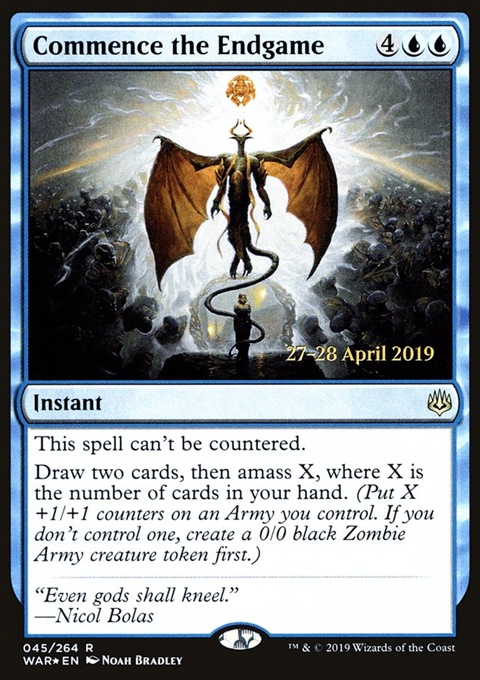 Commence the Endgame 4
27–28 April 2019
Instant
This spell can't be countered.
Draw two cards, then amass X, where X is
the number of cards in your hand. (Put X
+1/+1 counters on an Army you control. If you
don't control one, create a 0/0 black Zombie
Army creature token first.)
"Even gods shall kneel."
—Nicol Bolas
045/264 R
WAR★EN Noah Bradley
™ & © 2019 Wizards of the Coast